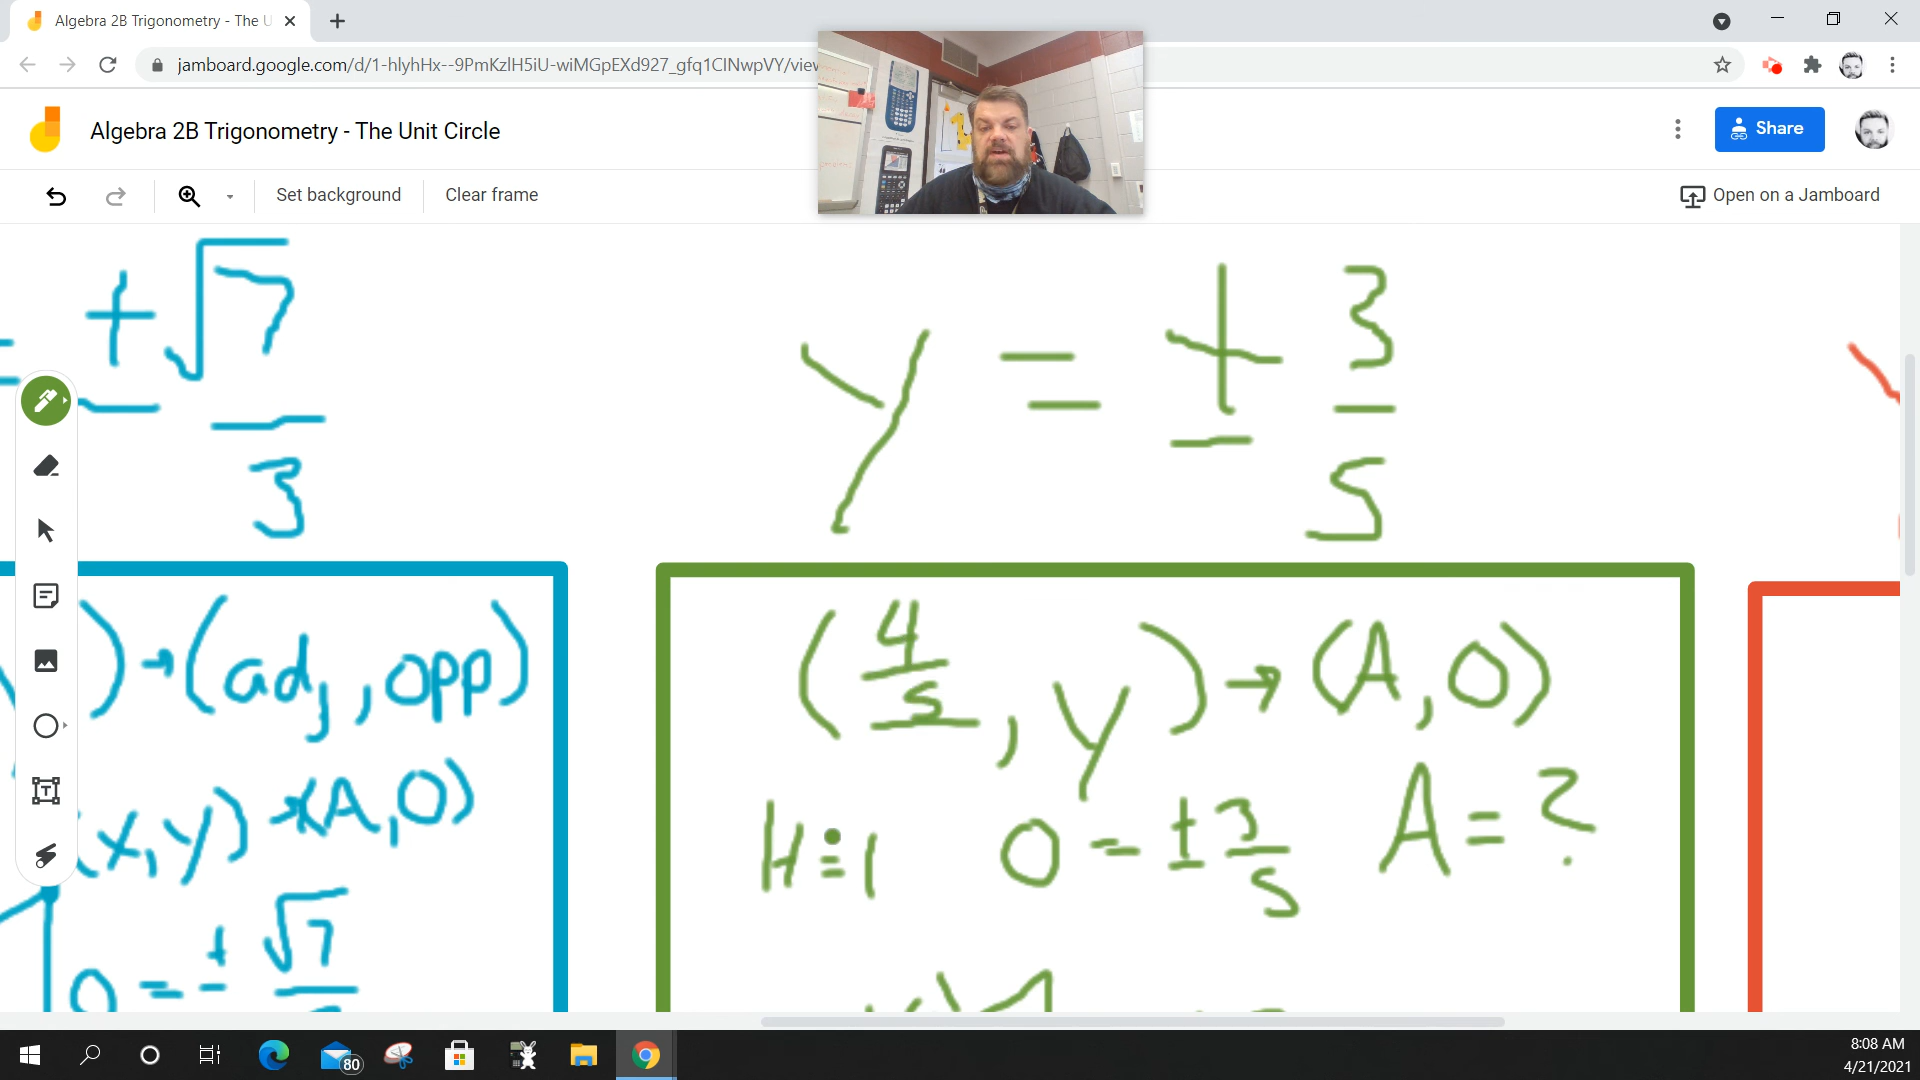 Algebra 2B Trigonometry - The U
jamboard.google.com/d/1-hlyhHx--9PmKzlH5iU-wiMGpEXd927_gfq1ClNwpVY/view
Algebra 2B Trigonometry - The Unit Circle
Share
Set background
Clear frame
Open on a Jamboard
±√7
3
y = ± 3
5
) → (adj, opp)
(x, y) → (A, O)
O = ± √7
(4/5, y) → (A, O)
H = 1 O = ± 3/5 A = ?
80
8:08 AM
4/21/2021